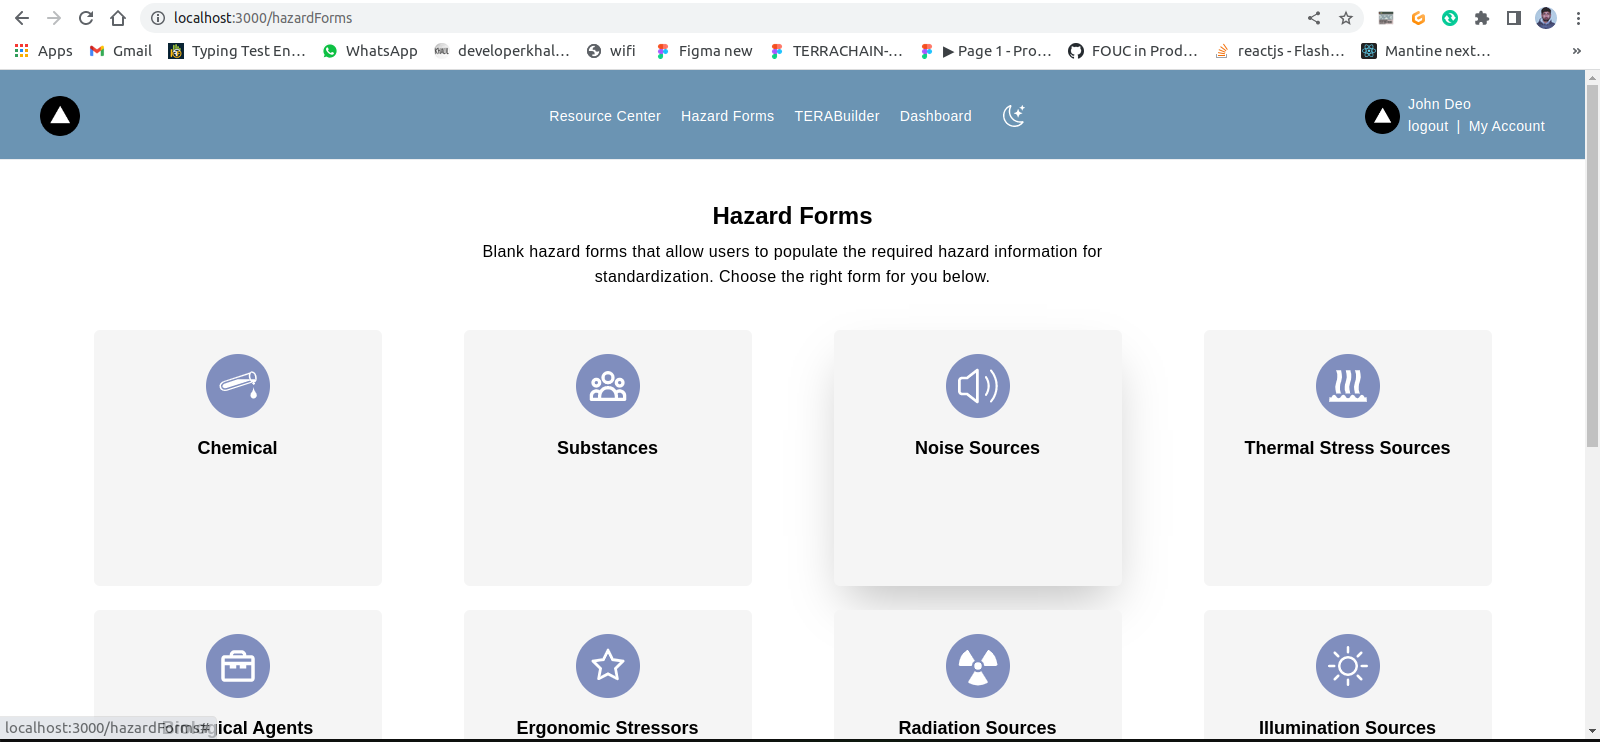 localhost:3000/hazardForms
Apps Gmail Typing Test En... WhatsApp developerkhal... wifi Figma new TERRACHAIN-... ▶ Page 1 - Pro... FOUC in Prod... reactjs - Flash... Mantine next... »
Resource Center Hazard Forms TERABuilder Dashboard
John Deo
logout | My Account
Hazard Forms
Blank hazard forms that allow users to populate the required hazard information for
standardization. Choose the right form for you below.
Chemical Substances Noise Sources Thermal Stress Sources
Biological Agents Ergonomic Stressors Radiation Sources Illumination Sources
localhost:3000/hazardForms#